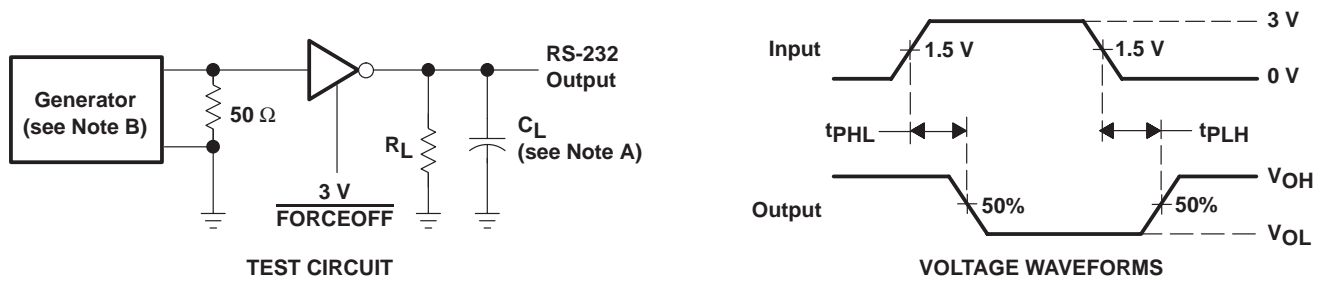 Generator
(see Note B)
50 Ω
3 V
FORCEOFF
RL
CL
(see Note A)
RS-232
Output
TEST CIRCUIT
Input
1.5 V
1.5 V
3 V
0 V
tPHL
tPLH
Output
50%
50%
VOH
VOL
VOLTAGE WAVEFORMS